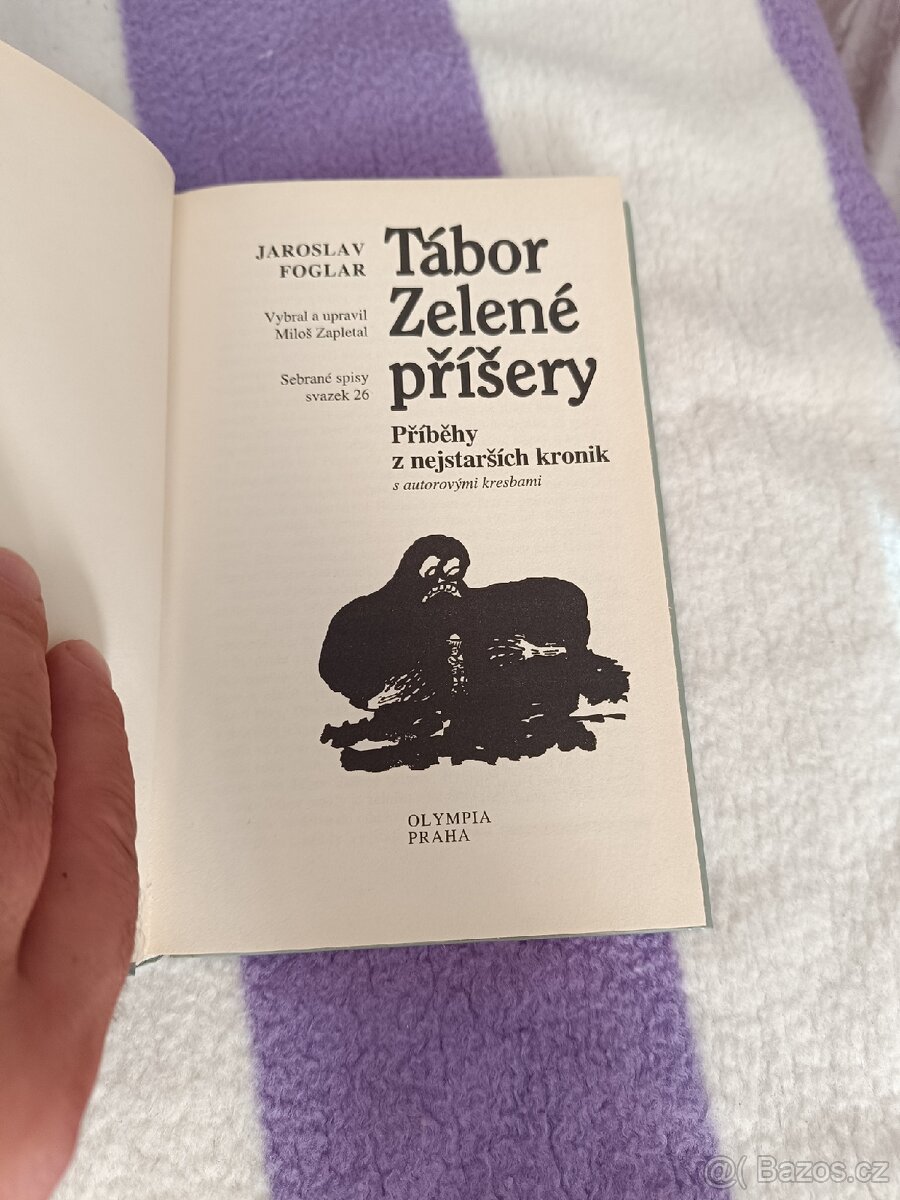 JAROSLAV
FOGLAR
Vybral a upravil
Miloš Zapletal
Sebrané spisy
svazek 26
Tábor
Zelené
příšery
Příběhy
z nejstarších kronik
s autorovými kresbami
OLYMPIA
PRAHA
@( Bazos.cz